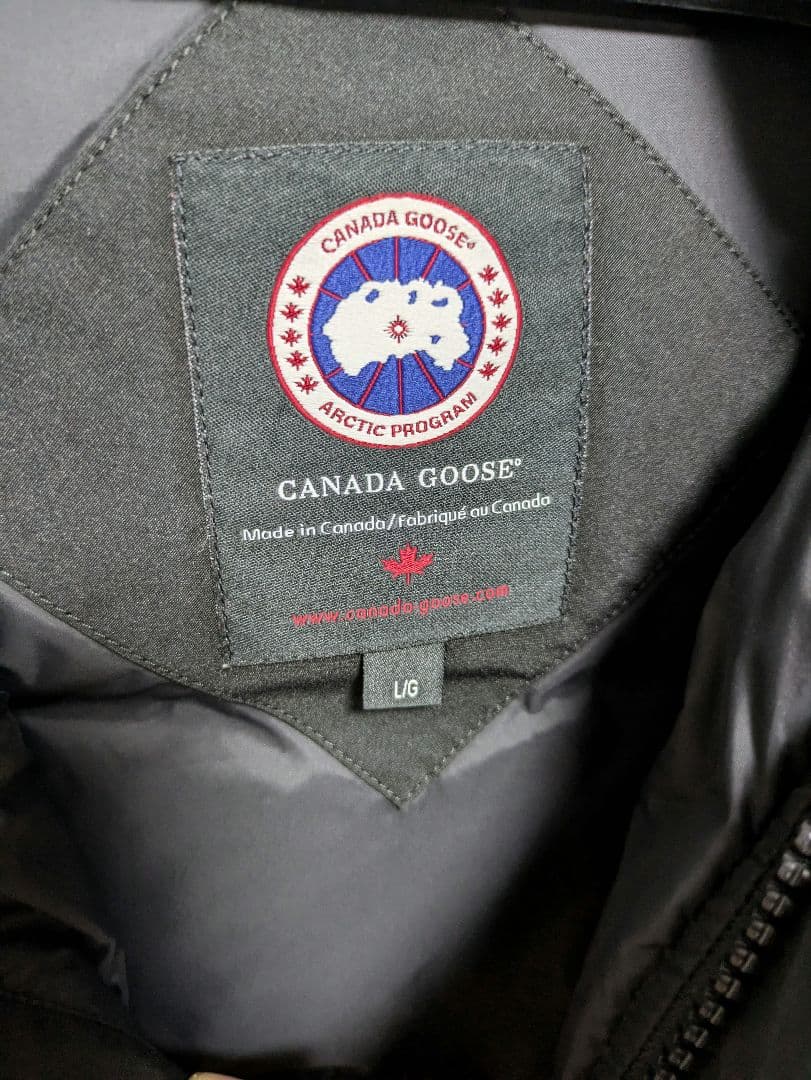 CANADA GOOSE®
ARCTIC PROGRAM
CANADA GOOSE®
Made in Canada/Fabriqué au Canada
www.canada-goose.com
L/G